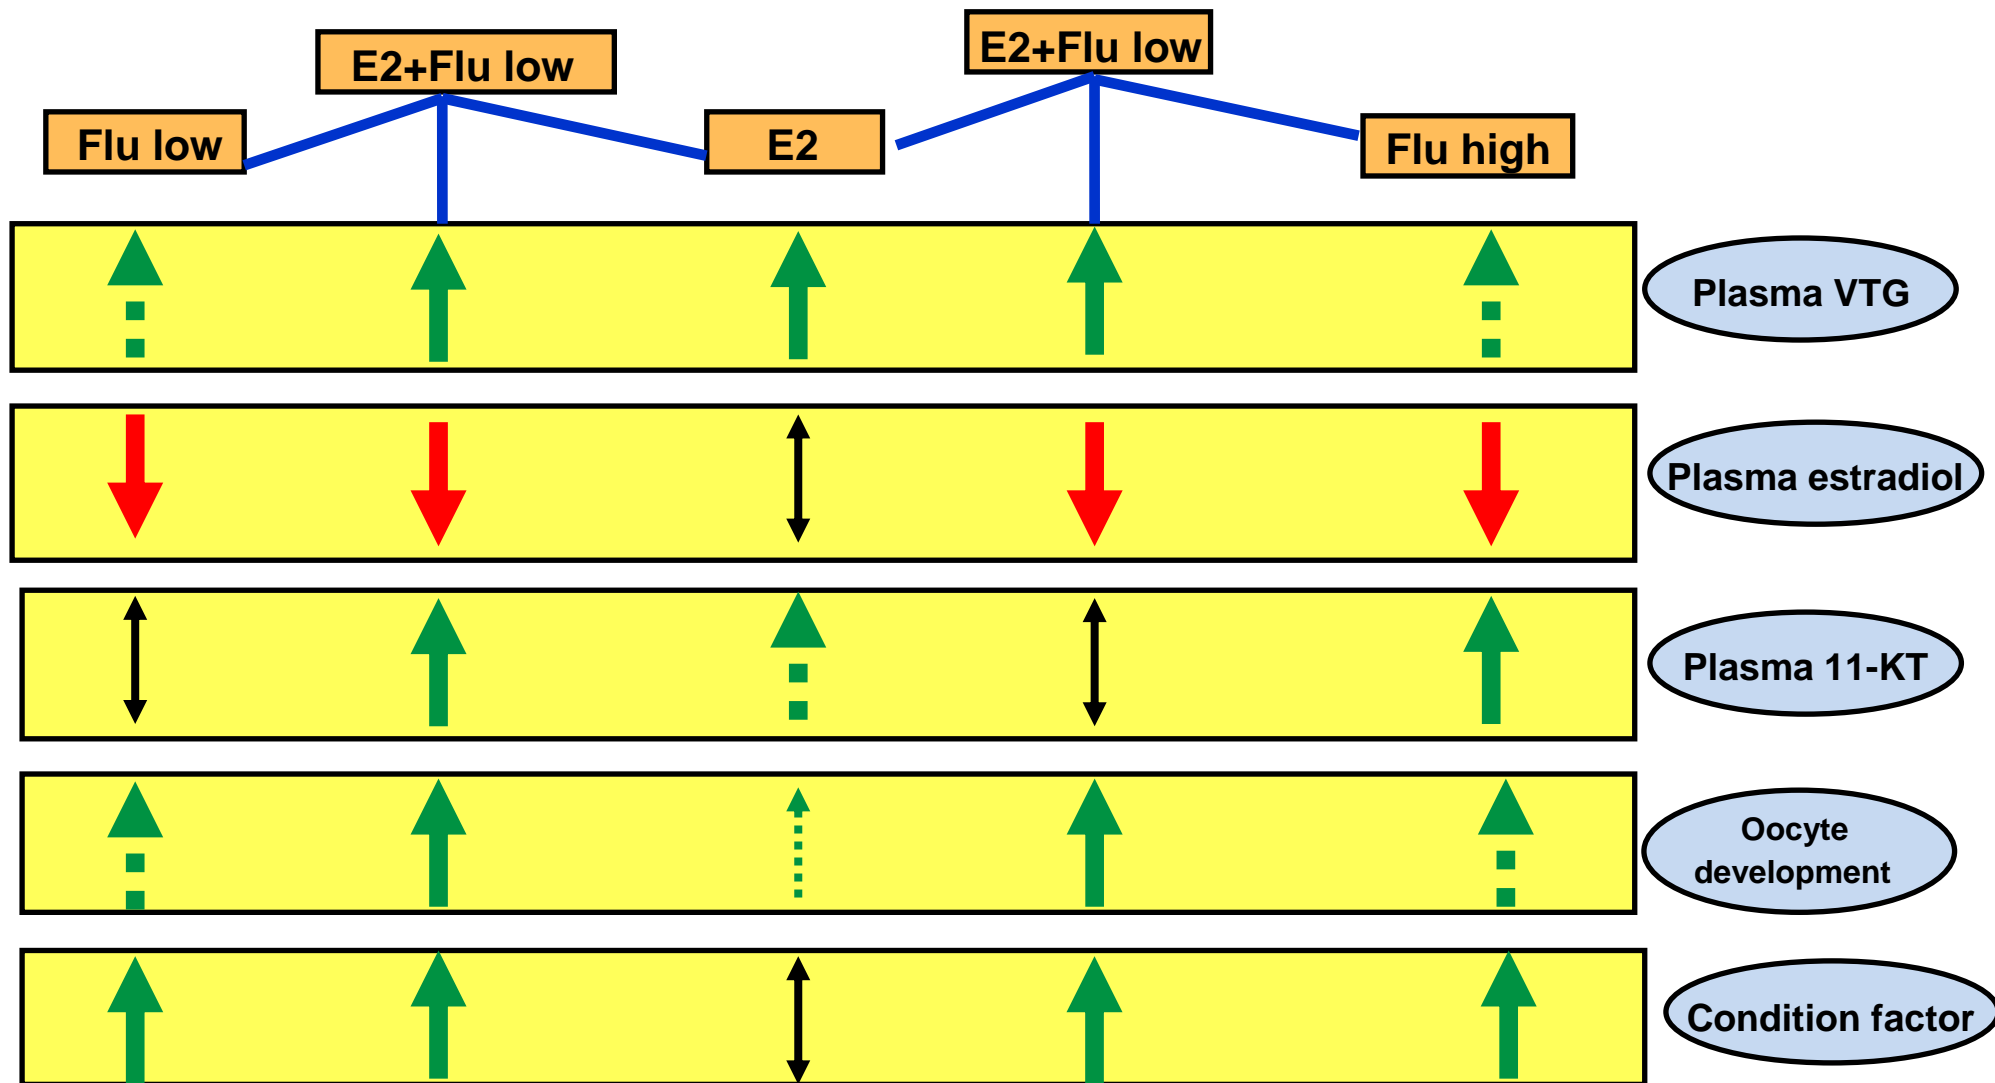 E2+Flu low
E2+Flu low
Flu low
E2
Flu high
Plasma VTG
Plasma estradiol
Plasma 11-KT
Oocyte
development
Condition factor